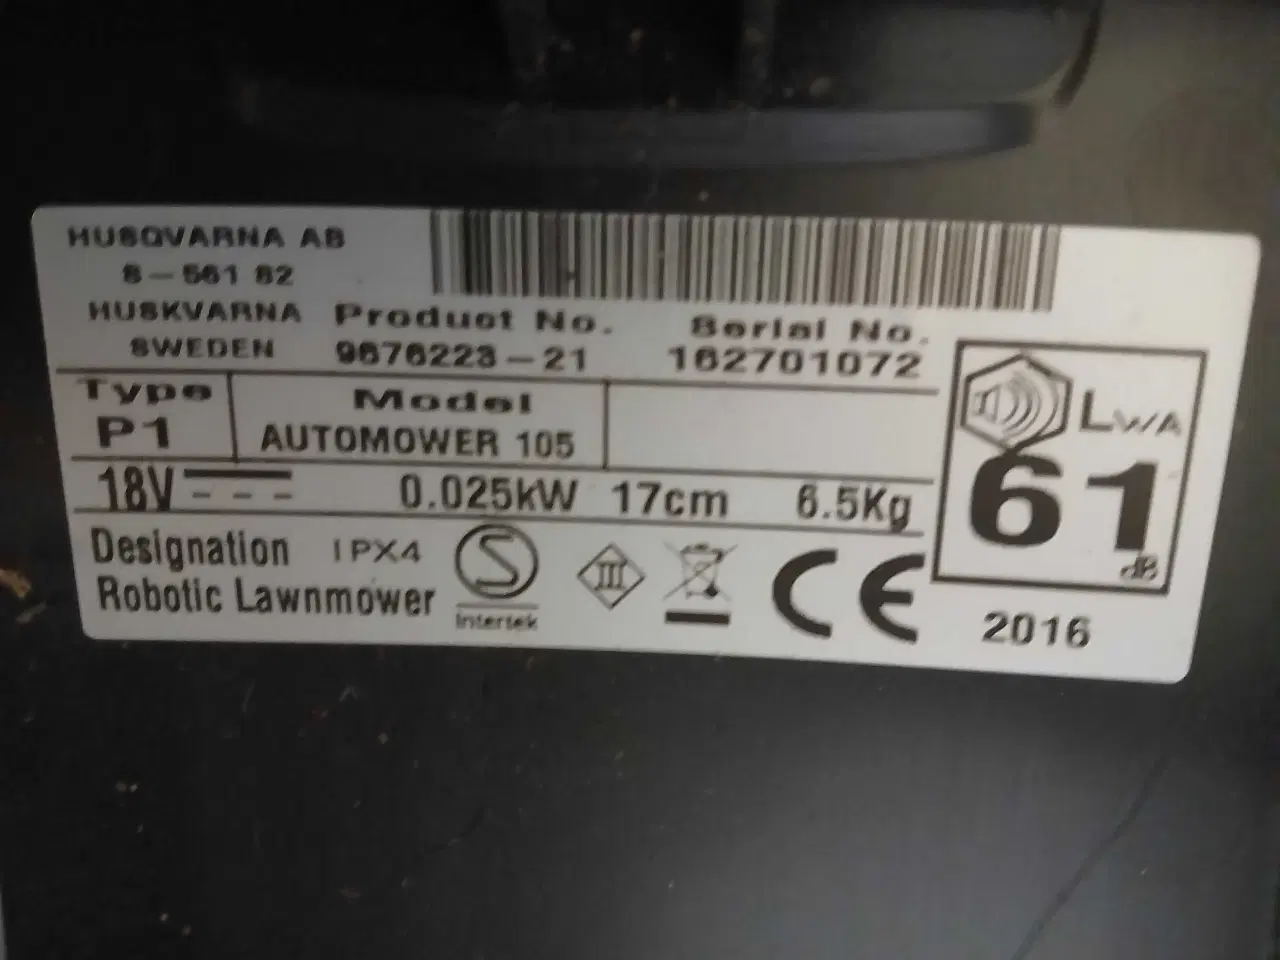 HUSQVARNA AB
S-561 82
HUSKVARNA
SWEDEN
Product No.
9676223-21
Serial No.
162701072
Type
P1
Model
AUTOMOWER 105
18V
0.025kW 17cm 6.5Kg
Designation IPX4
Robotic Lawnmower
Intertek
III
CE
LWA
61
dB
2016